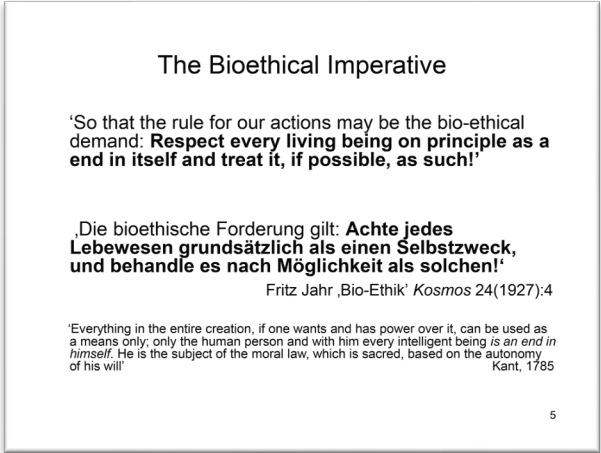 The Bioethical Imperative
‘So that the rule for our actions may be the bio-ethical
demand: Respect every living being on principle as a
end in itself and treat it, if possible, as such!’
‚Die bioethische Forderung gilt: Achte jedes
Lebewesen grundsätzlich als einen Selbstzweck,
und behandle es nach Möglichkeit als solchen!‘
Fritz Jahr ‚Bio-Ethik’ Kosmos 24(1927):4
‘Everything in the entire creation, if one wants and has power over it, can be used as
a means only; only the human person and with him every intelligent being is an end in
himself. He is the subject of the moral law, which is sacred, based on the autonomy
of his will’ Kant, 1785
5